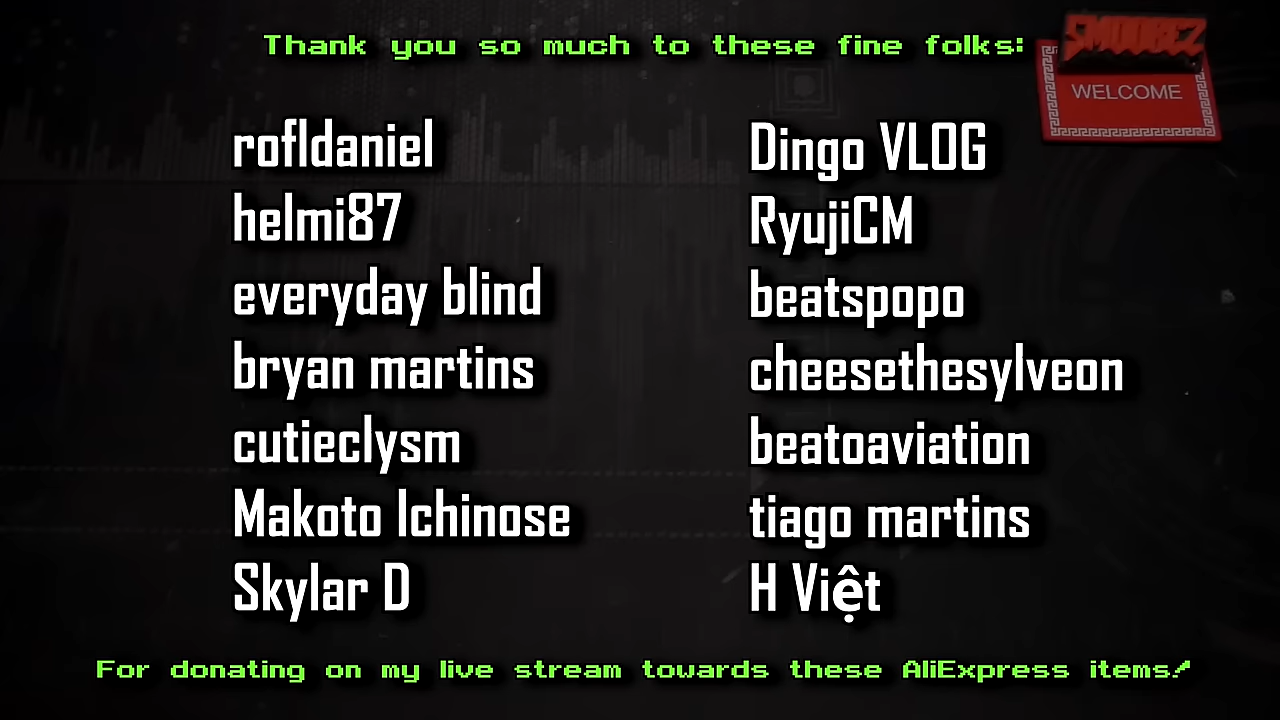 Thank you so much to these fine folks:
SMOOBEZ
WELCOME
rofldaniel
helmi87
everyday blind
bryan martins
cutieclysm
Makoto Ichinose
Skylar D
Dingo VLOG
RyujiCM
beatspopo
cheesethesylveon
beatoaviation
tiago martins
H Việt
For donating on my live stream towards these AliExpress items!